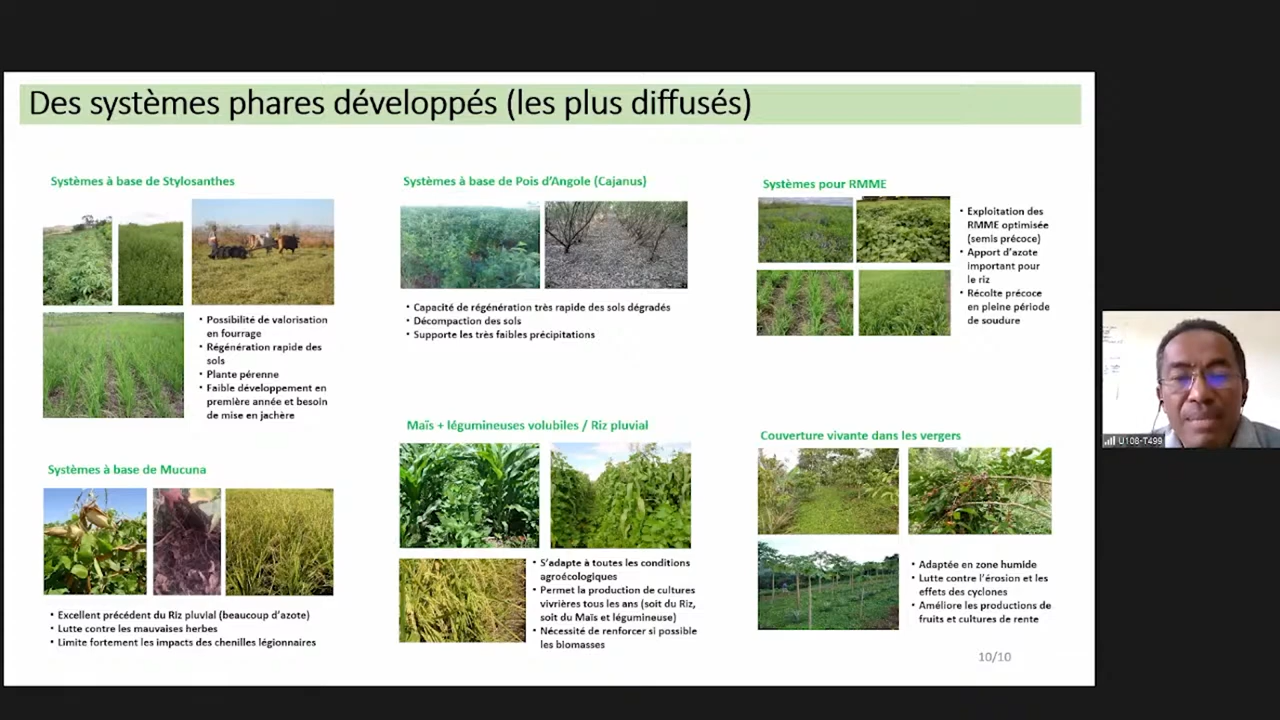 Des systèmes phares développés (les plus diffusés)
Systèmes à base de Stylosanthes
• Possibilité de valorisation
en fourrage
• Régénération rapide des
sols
• Plante pérenne
• Faible développement en
première année et besoin
de mise en jachère
Systèmes à base de Mucuna
• Excellent précédent du Riz pluvial (beaucoup d'azote)
• Lutte contre les mauvaises herbes
• Limite fortement les impacts des chenilles légionnaires
Systèmes à base de Pois d'Angole (Cajanus)
• Capacité de régénération très rapide des sols dégradés
• Décompaction des sols
• Supporte les très faibles précipitations
Maïs + légumineuses volubiles / Riz pluvial
• S'adapte à toutes les conditions
agroécologiques
• Permet la production de cultures
vivrières tous les ans (soit du Riz,
soit du Maïs et légumineuse)
• Nécessité de renforcer si possible
les biomasses
Systèmes pour RMME
• Exploitation des
RMME optimisée
(semis précoce)
• Apport d'azote
important pour
le riz
• Récolte précoce
en pleine période
de soudure
Couverture vivante dans les vergers
• Adaptée en zone humide
• Lutte contre l'érosion et les
effets des cyclones
• Améliore les productions de
fruits et cultures de rente
10/10
U108-T499